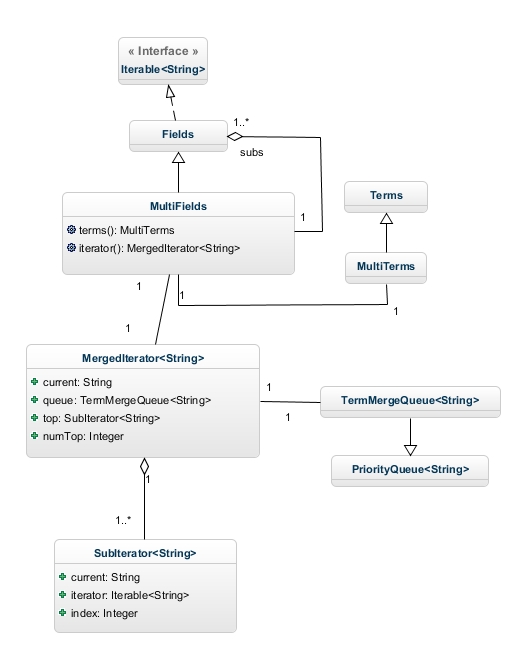 « Interface »
Iterable<String>
Fields
1..*
subs
MultiFields
terms(): MultiTerms
iterator(): MergedIterator<String>
1
Terms
MultiTerms
1
1
1
1
MergedIterator<String>
current: String
queue: TermMergeQueue<String>
top: SubIterator<String>
numTop: Integer
1
1
TermMergeQueue<String>
PriorityQueue<String>
1
1..*
SubIterator<String>
current: String
iterator: Iterable<String>
index: Integer